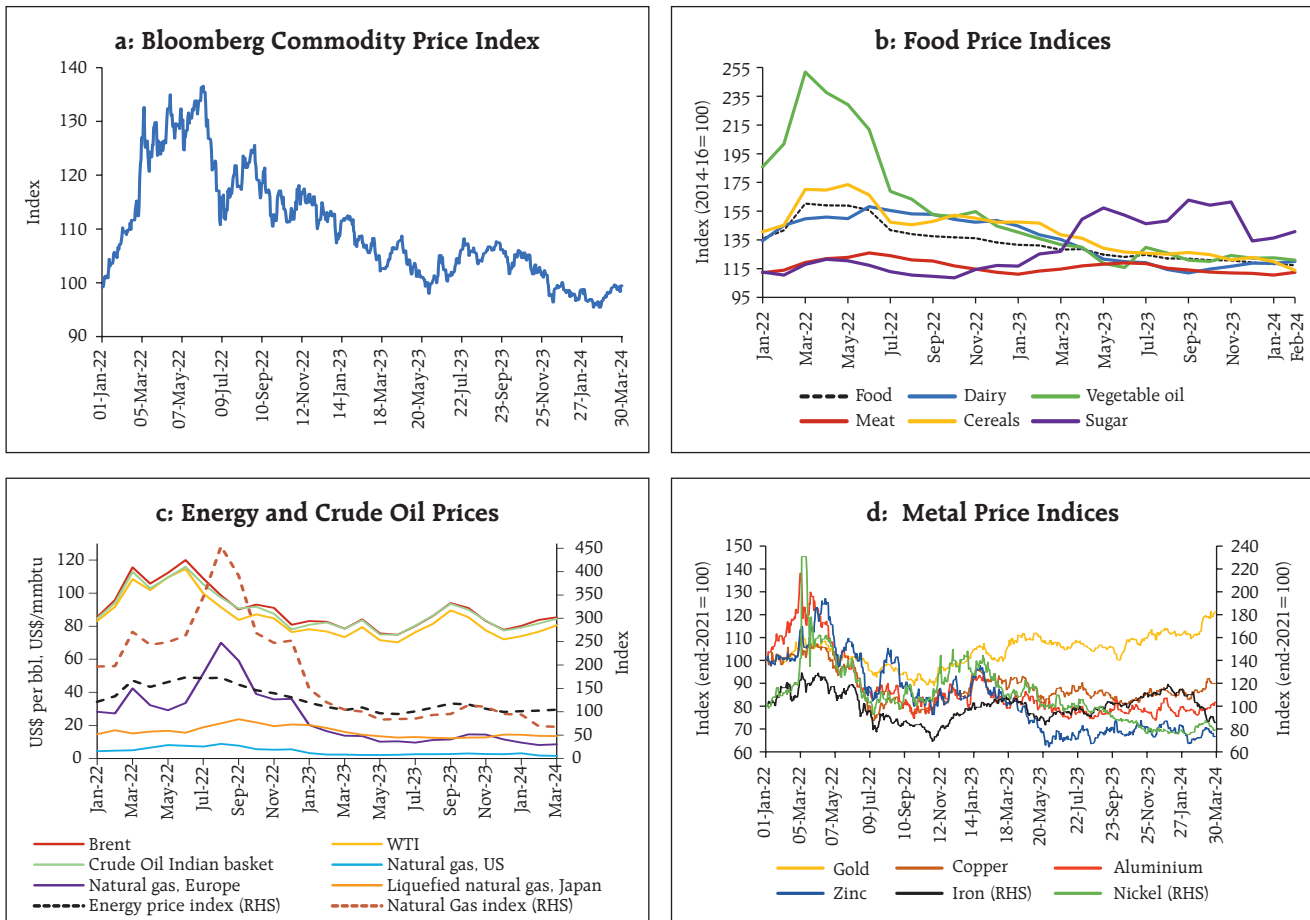 a: Bloomberg Commodity Price Index
140
130
120
110
100
90
Index
01-Jan-22
05-Mar-22
07-May-22
09-Jul-22
10-Sep-22
12-Nov-22
14-Jan-23
18-Mar-23
20-May-23
22-Jul-23
23-Sep-23
25-Nov-23
27-Jan-24
30-Mar-24
b: Food Price Indices
255
235
215
195
175
155
135
115
95
Index (2014-16=100)
Jan-22
Mar-22
May-22
Jul-22
Sep-22
Nov-22
Jan-23
Mar-23
May-23
Jul-23
Sep-23
Nov-23
Jan-24
Feb-24
Food Dairy Vegetable oil
Meat Cereals Sugar
c: Energy and Crude Oil Prices
120
100
80
60
40
20
0
US$ per bbl, US$/mmbtu
450
400
350
300
250
200
150
100
50
0
Index
Jan-22
Mar-22
May-22
Jul-22
Sep-22
Nov-22
Jan-23
Mar-23
May-23
Jul-23
Sep-23
Nov-23
Jan-24
Mar-24
Brent WTI
Crude Oil Indian basket Natural gas, US
Natural gas, Europe Liquefied natural gas, Japan
Energy price index (RHS) Natural Gas index (RHS)
d: Metal Price Indices
150
140
130
120
110
100
90
80
70
60
Index (end-2021=100)
240
220
200
180
160
140
120
100
80
60
Index (end-2021=100)
01-Jan-22
05-Mar-22
07-May-22
09-Jul-22
10-Sep-22
12-Nov-22
14-Jan-23
18-Mar-23
20-May-23
22-Jul-23
23-Sep-23
25-Nov-23
27-Jan-24
30-Mar-24
Gold Copper Aluminium
Zinc Iron (RHS) Nickel (RHS)